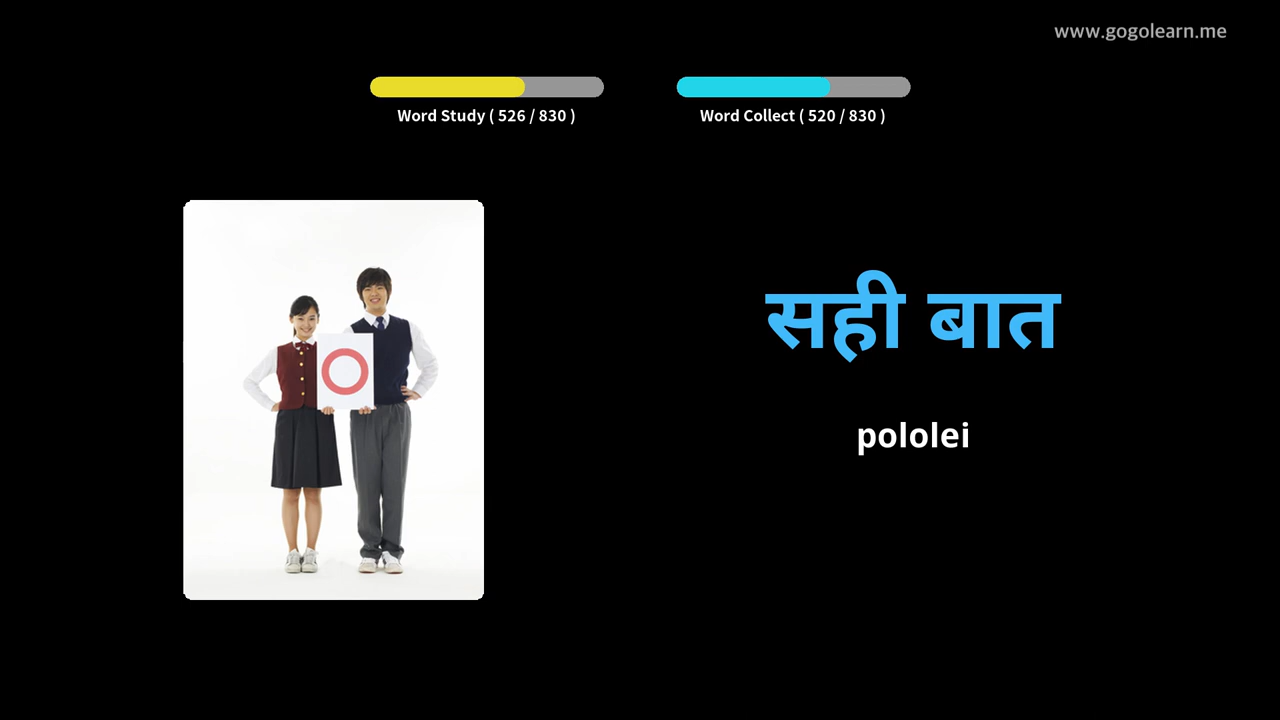 www.gogolearn.me
Word Study ( 526 / 830 )
Word Collect ( 520 / 830 )
सही बात
pololei